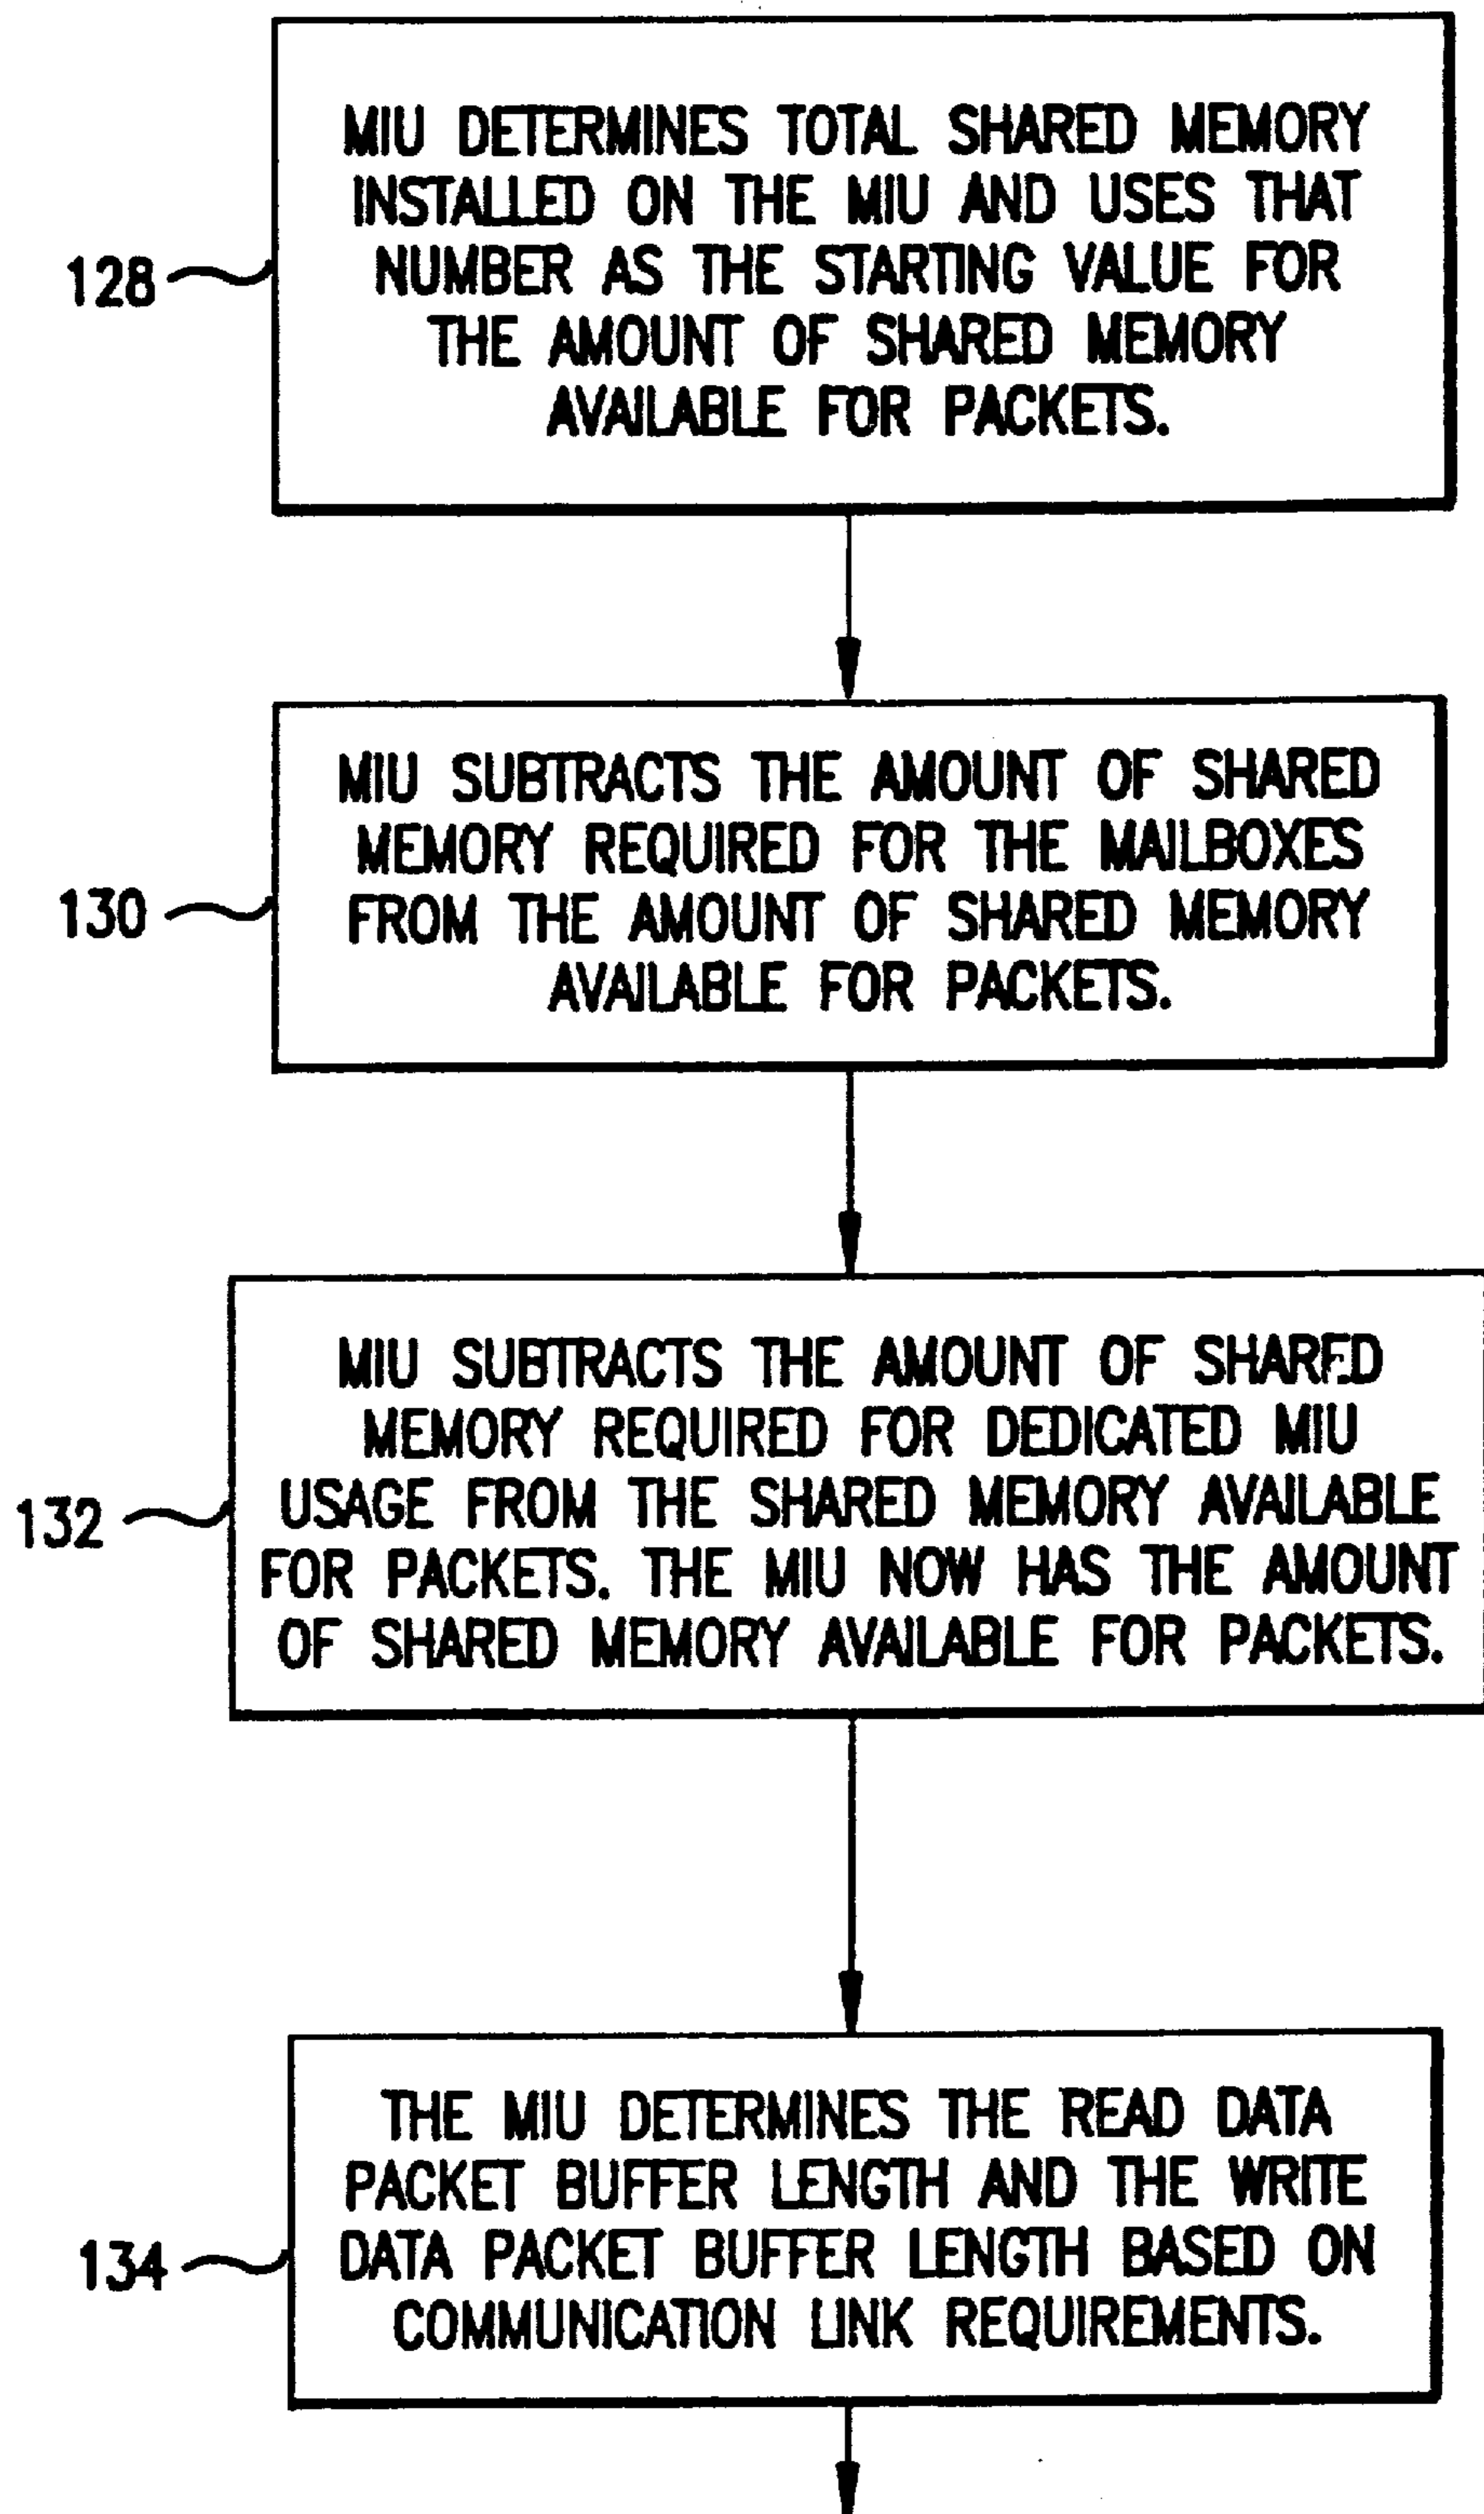 MIU DETERMINES TOTAL SHARED MEMORY
INSTALLED ON THE MIU AND USES THAT
NUMBER AS THE STARTING VALUE FOR
THE AMOUNT OF SHARED MEMORY
AVAILABLE FOR PACKETS.
128
MIU SUBTRACTS THE AMOUNT OF SHARED
MEMORY REQUIRED FOR THE MAILBOXES
FROM THE AMOUNT OF SHARED MEMORY
AVAILABLE FOR PACKETS.
130
MIU SUBTRACTS THE AMOUNT OF SHARED
MEMORY REQUIRED FOR DEDICATED MIU
USAGE FROM THE SHARED MEMORY AVAILABLE
FOR PACKETS. THE MIU NOW HAS THE AMOUNT
OF SHARED MEMORY AVAILABLE FOR PACKETS.
132
THE MIU DETERMINES THE READ DATA
PACKET BUFFER LENGTH AND THE WRITE
DATA PACKET BUFFER LENGTH BASED ON
COMMUNICATION LINK REQUIREMENTS.
134